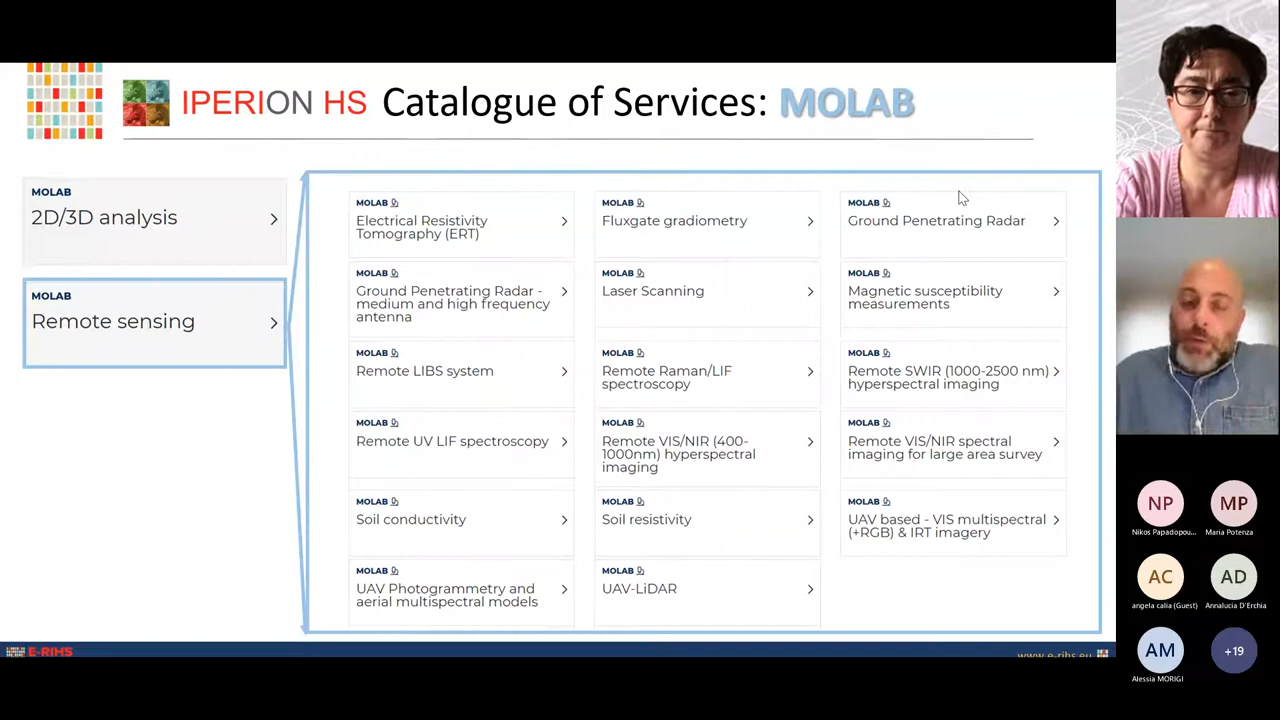 IPERION HS Catalogue of Services: MOLAB
MOLAB
2D/3D analysis
MOLAB
Remote sensing
MOLAB
Electrical Resistivity
Tomography (ERT)
MOLAB
Fluxgate gradiometry
MOLAB
Ground Penetrating Radar
MOLAB
Ground Penetrating Radar -
medium and high frequency
antenna
MOLAB
Laser Scanning
MOLAB
Magnetic susceptibility
measurements
MOLAB
Remote LIBS system
MOLAB
Remote Raman/LIF
spectroscopy
MOLAB
Remote SWIR (1000-2500 nm)
hyperspectral imaging
MOLAB
Remote UV LIF spectroscopy
MOLAB
Remote VIS/NIR (400-
1000nm) hyperspectral
imaging
MOLAB
Remote VIS/NIR spectral
imaging for large area survey
MOLAB
Soil conductivity
MOLAB
Soil resistivity
MOLAB
UAV based - VIS multispectral
(+RGB) & IRT imagery
MOLAB
UAV Photogrammetry and
aerial multispectral models
MOLAB
UAV-LiDAR
E-RIHS
www.e-rihs.eu
NP
Nikos Papadopou...
MP
Maria Potenza
AC
angela calia (Guest)
AD
Annalucia D'Erchia
AM
Alessia MORIGI
+19